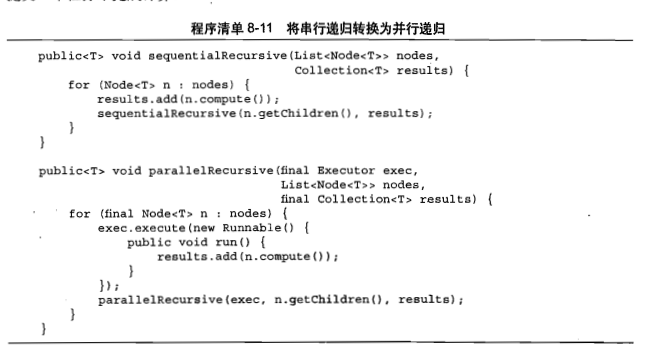 程序清单 8-11 将串行递归转换为并行递归
public<T> void sequentialRecursive(List<Node<T>> nodes,
Collection<T> results) {
for (Node<T> n : nodes) {
results.add(n.compute());
sequentialRecursive(n.getChildren(), results);
}
}
public<T> void parallelRecursive(final Executor exec,
List<Node<T>> nodes,
final Collection<T> results) {
for (final Node<T> n : nodes) {
exec.execute(new Runnable() {
public void run() {
results.add(n.compute());
}
});
parallelRecursive(exec, n.getChildren(), results);
}
}